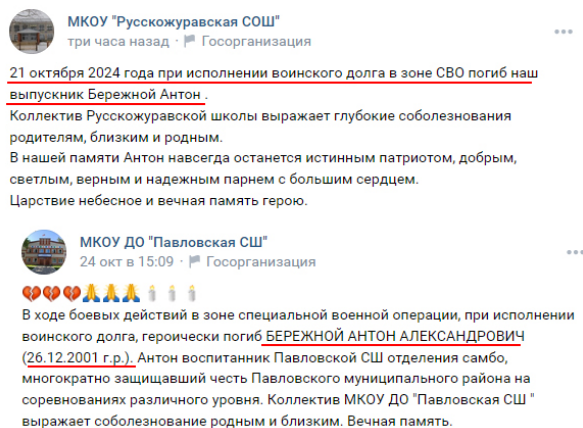 МКОУ "Русскожуравская СОШ"
три часа назад · Госорганизация
21 октября 2024 года при исполнении воинского долга в зоне СВО погиб наш
выпускник Бережной Антон .
Коллектив Русскожуравской школы выражает глубокие соболезнования
родителям, близким и родным.
В нашей памяти Антон навсегда останется истинным патриотом, добрым,
светлым, верным и надежным парнем с большим сердцем.
Царствие небесное и вечная память герою.
МКОУ ДО "Павловская СШ"
24 окт в 15:09 · Госорганизация
💔💔💔🙏🙏🙏🕯🕯🕯
В ходе боевых действий в зоне специальной военной операции, при исполнении
воинского долга, героически погиб БЕРЕЖНОЙ АНТОН АЛЕКСАНДРОВИЧ
(26.12.2001 г.р.). Антон воспитанник Павловской СШ отделения самбо,
многократно защищавший честь Павловского муниципального района на
соревнованиях различного уровня. Коллектив МКОУ ДО "Павловская СШ "
выражает соболезнование родным и близким. Вечная память.